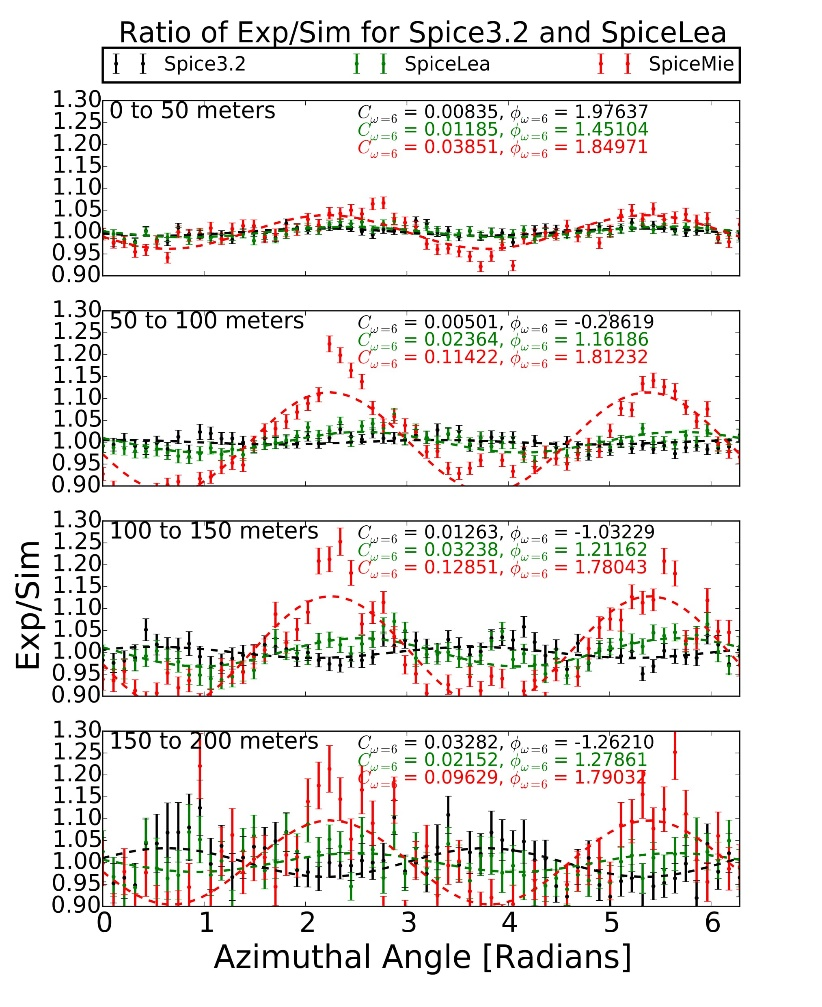 Ratio of Exp/Sim for Spice3.2 and SpiceLea
Spice3.2 SpiceLea SpiceMie
0 to 50 meters
C_{ω=6} = 0.00835, ϕ_{ω=6} = 1.97637
C_{ω=6} = 0.01185, ϕ_{ω=6} = 1.45104
C_{ω=6} = 0.03851, ϕ_{ω=6} = 1.84971
1.30
1.25
1.20
1.15
1.10
1.05
1.00
0.95
0.90
50 to 100 meters
C_{ω=6} = 0.00501, ϕ_{ω=6} = -0.28619
C_{ω=6} = 0.02364, ϕ_{ω=6} = 1.16186
C_{ω=6} = 0.11422, ϕ_{ω=6} = 1.81232
1.30
1.25
1.20
1.15
1.10
1.05
1.00
0.95
0.90
100 to 150 meters
C_{ω=6} = 0.01263, ϕ_{ω=6} = -1.03229
C_{ω=6} = 0.03238, ϕ_{ω=6} = 1.21162
C_{ω=6} = 0.12851, ϕ_{ω=6} = 1.78043
1.30
1.25
1.20
1.15
1.10
1.05
1.00
0.95
0.90
150 to 200 meters
C_{ω=6} = 0.03282, ϕ_{ω=6} = -1.26210
C_{ω=6} = 0.02152, ϕ_{ω=6} = 1.27861
C_{ω=6} = 0.09629, ϕ_{ω=6} = 1.79032
1.30
1.25
1.20
1.15
1.10
1.05
1.00
0.95
0.90
0 1 2 3 4 5 6
Exp/Sim
Azimuthal Angle [Radians]